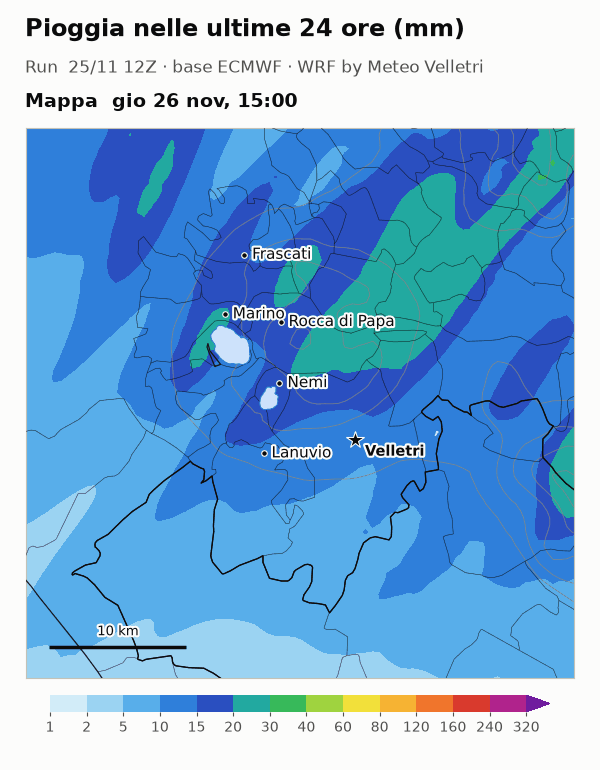 Pioggia nelle ultime 24 ore (mm)
Run  25/11 12Z · base ECMWF · WRF by Meteo Velletri
Mappa  gio 26 nov, 15:00
Frascati
Marino
Rocca di Papa
Nemi
Velletri
Lanuvio
10 km
1 2 5 10 15 20 30 40 60 80 120 160 240 320